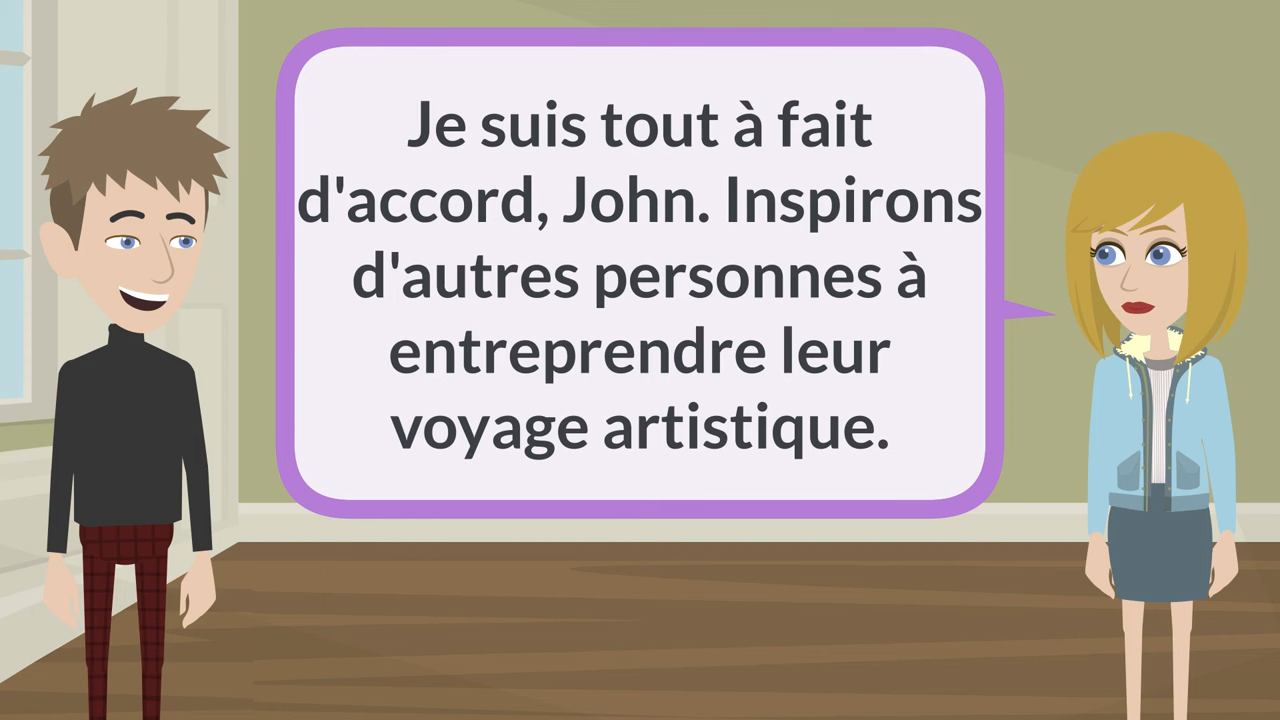 Je suis tout à fait
d'accord, John. Inspirons
d'autres personnes à
entreprendre leur
voyage artistique.